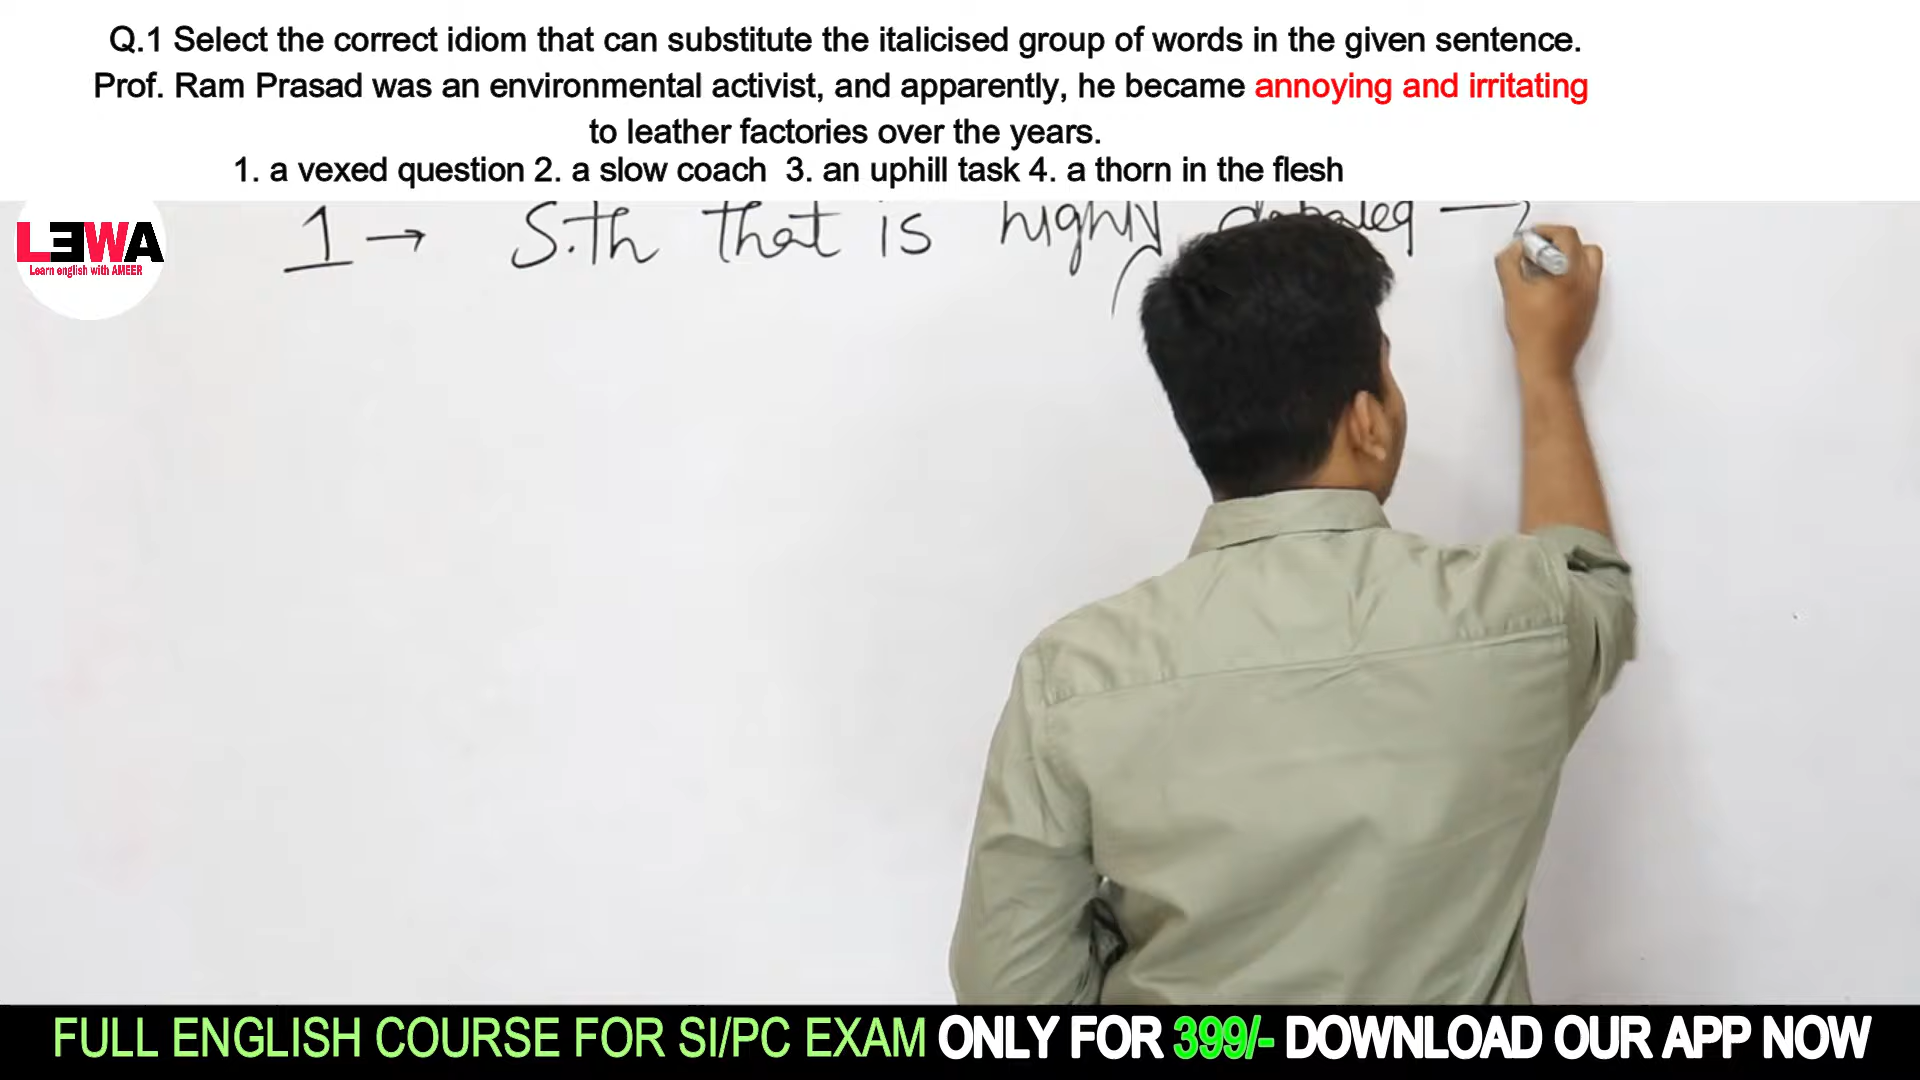 Q.1 Select the correct idiom that can substitute the italicised group of words in the given sentence.
Prof. Ram Prasad was an environmental activist, and apparently, he became annoying and irritating
to leather factories over the years.
1. a vexed question 2. a slow coach 3. an uphill task 4. a thorn in the flesh
LEWA
Learn english with AMEER
1 → S.th that is highly
FULL ENGLISH COURSE FOR SI/PC EXAM ONLY FOR 399/- DOWNLOAD OUR APP NOW